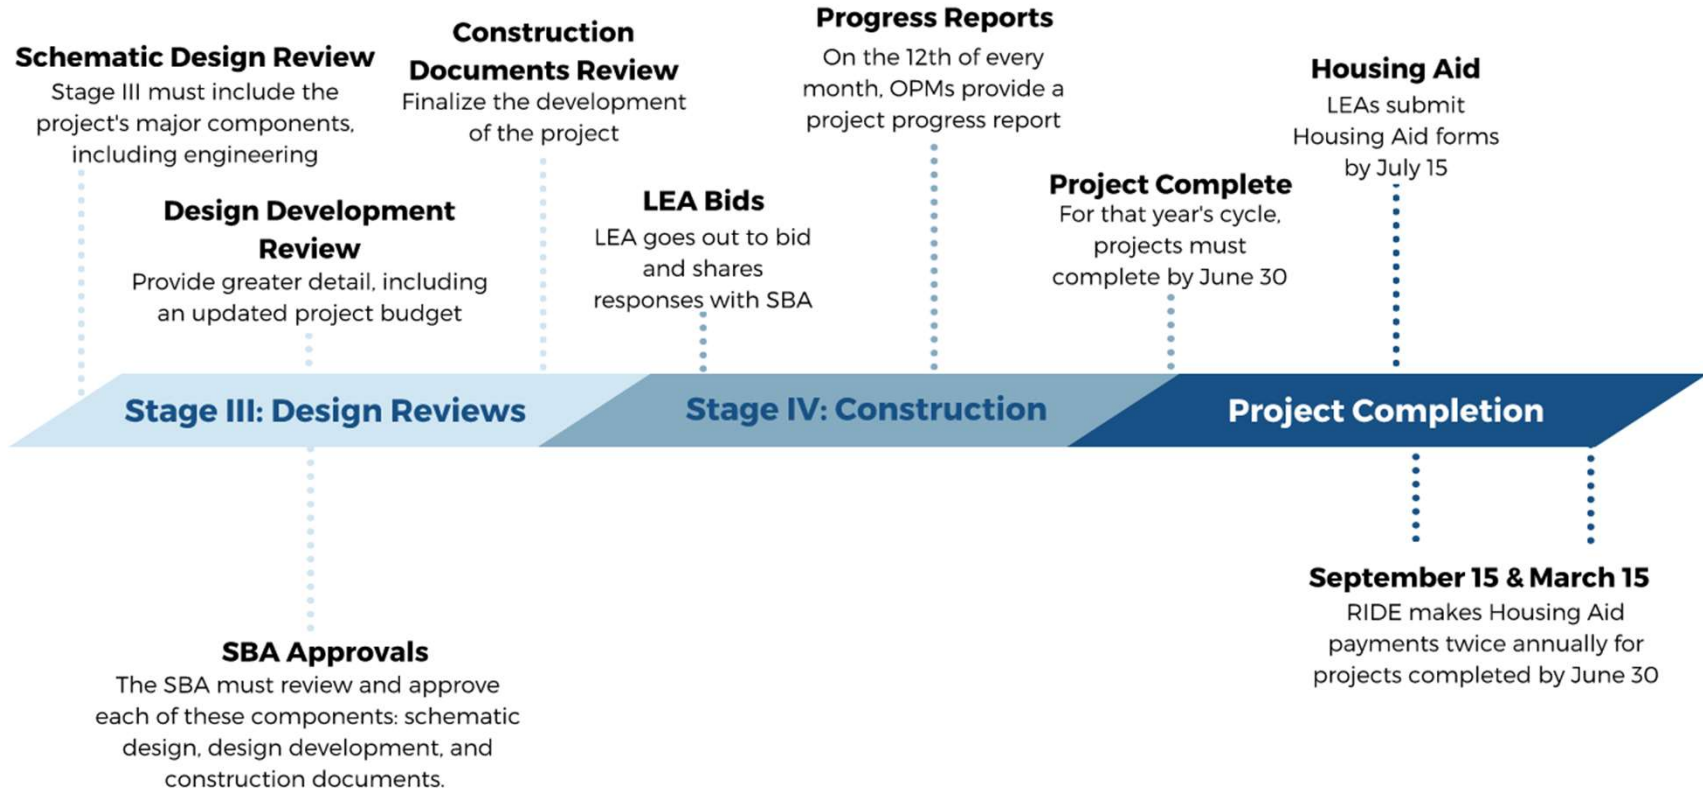 Schematic Design Review
Stage III must include the
project's major components,
including engineering
Design Development
Review
Provide greater detail, including
an updated project budget
Construction
Documents Review
Finalize the development
of the project
LEA Bids
LEA goes out to bid
and shares
responses with SBA
Progress Reports
On the 12th of every
month, OPMs provide a
project progress report
Project Complete
For that year's cycle,
projects must
complete by June 30
Housing Aid
LEAs submit
Housing Aid forms
by July 15
Stage III: Design Reviews
Stage IV: Construction
Project Completion
SBA Approvals
The SBA must review and approve
each of these components: schematic
design, design development, and
construction documents.
September 15 & March 15
RIDE makes Housing Aid
payments twice annually for
projects completed by June 30